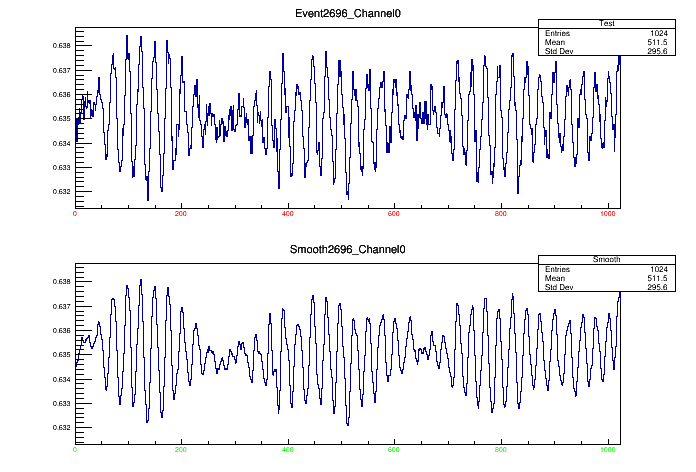 Event2696_Channel0
Test
Entries 1024
Mean 511.5
Std Dev 295.6
0.638
0.637
0.636
0.635
0.634
0.633
0.632
0 200 400 600 800 1000
Smooth2696_Channel0
Smooth
Entries 1024
Mean 511.5
Std Dev 295.6
0.638
0.637
0.636
0.635
0.634
0.633
0.632
0 200 400 600 800 1000